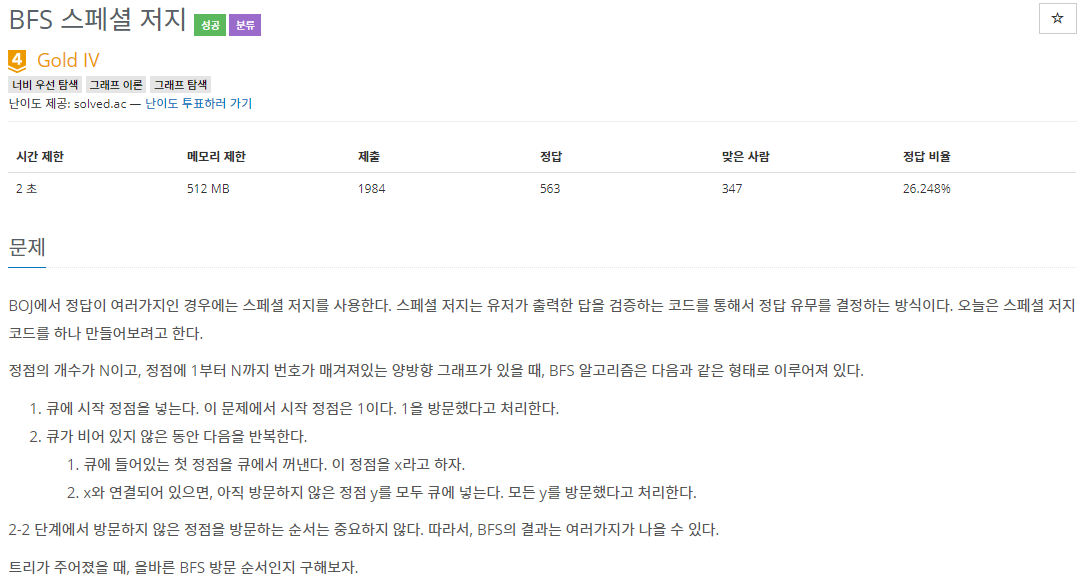 BFS 스페셜 저지 성공 분류
☆
4 Gold IV
너비 우선 탐색 그래프 이론 그래프 탐색
난이도 제공: solved.ac — 난이도 투표하러 가기
시간 제한 메모리 제한 제출 정답 맞은 사람 정답 비율
2 초 512 MB 1984 563 347 26.248%
문제
BOJ에서 정답이 여러가지인 경우에는 스페셜 저지를 사용한다. 스페셜 저지는 유저가 출력한 답을 검증하는 코드를 통해서 정답 유무를 결정하는 방식이다. 오늘은 스페셜 저지
코드를 하나 만들어보려고 한다.
정점의 개수가 N이고, 정점에 1부터 N까지 번호가 매겨져있는 양방향 그래프가 있을 때, BFS 알고리즘은 다음과 같은 형태로 이루어져 있다.
1. 큐에 시작 정점을 넣는다. 이 문제에서 시작 정점은 1이다. 1을 방문했다고 처리한다.
2. 큐가 비어 있지 않은 동안 다음을 반복한다.
1. 큐에 들어있는 첫 정점을 큐에서 꺼낸다. 이 정점을 x라고 하자.
2. x와 연결되어 있으면, 아직 방문하지 않은 정점 y를 모두 큐에 넣는다. 모든 y를 방문했다고 처리한다.
2-2 단계에서 방문하지 않은 정점을 방문하는 순서는 중요하지 않다. 따라서, BFS의 결과는 여러가지가 나올 수 있다.
트리가 주어졌을 때, 올바른 BFS 방문 순서인지 구해보자.